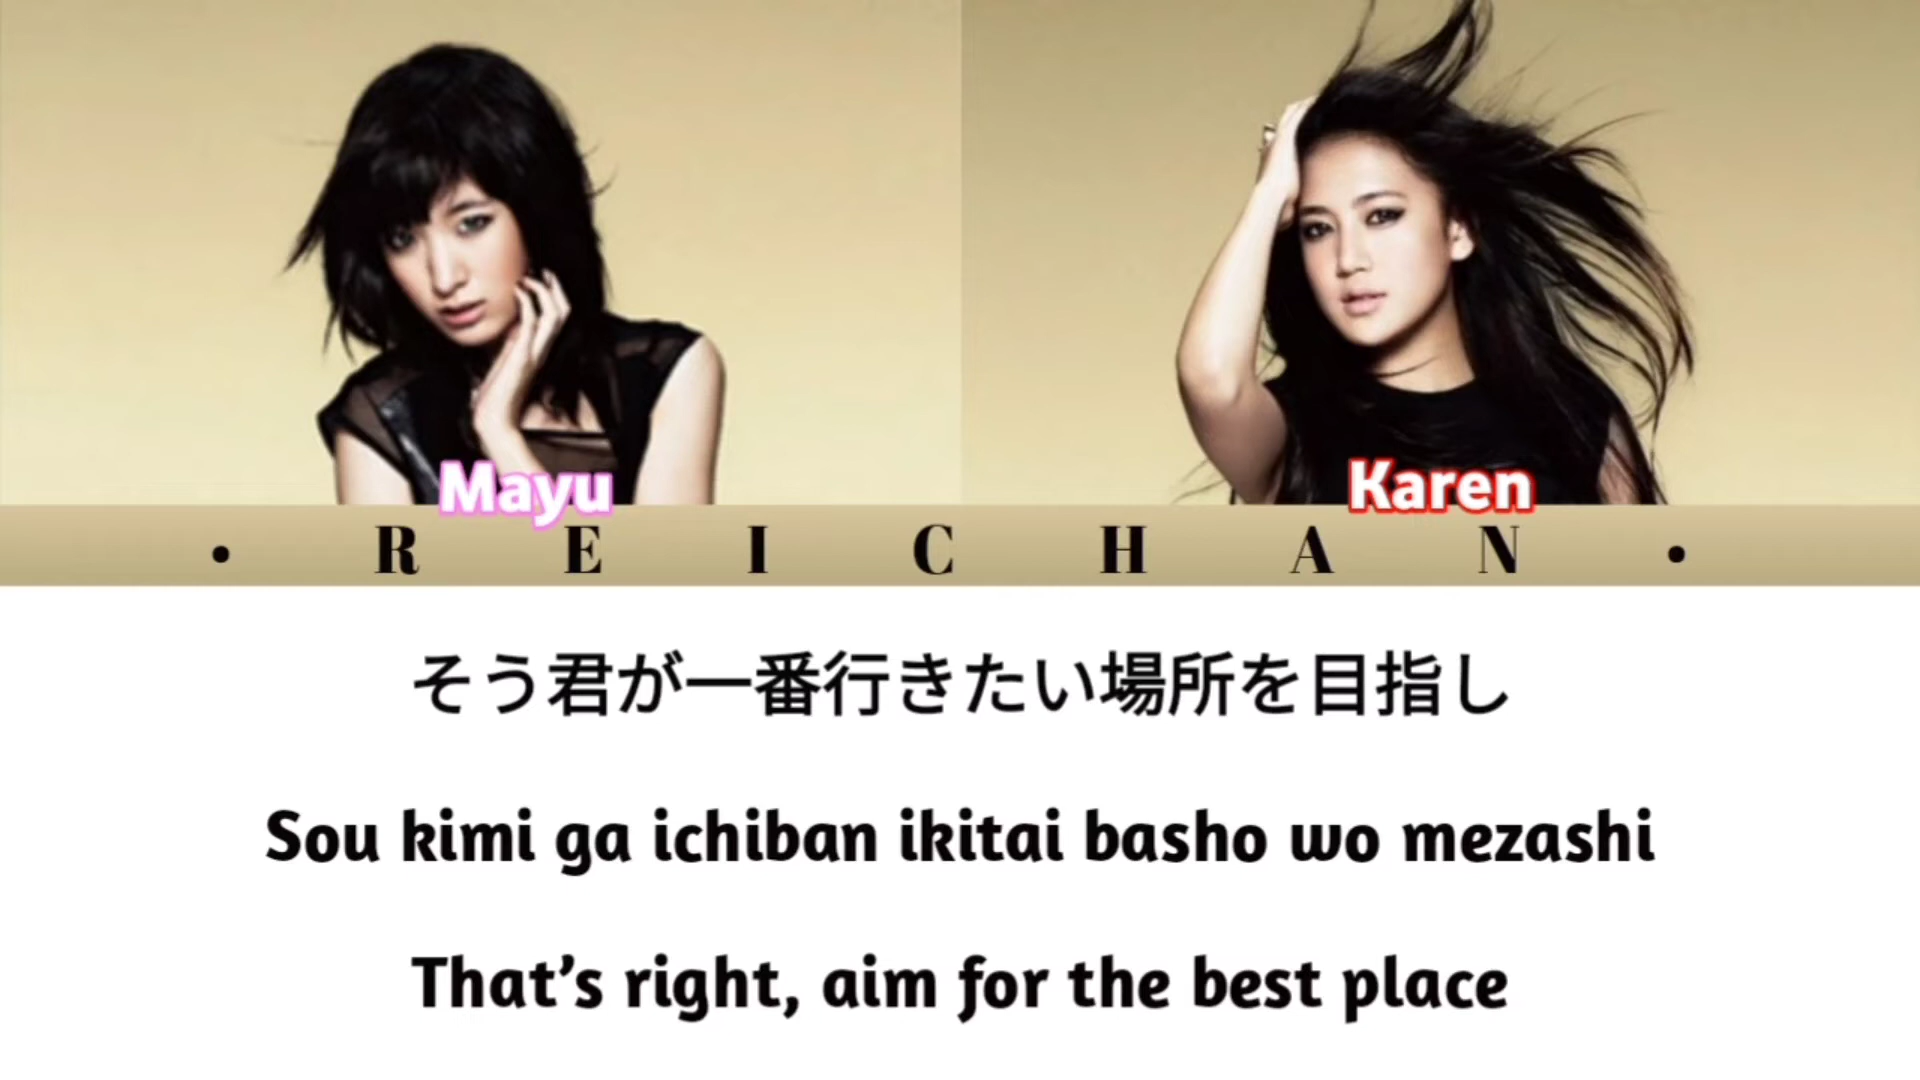 Mayu
Karen
• R E I C H A N •
そう君が一番行きたい場所を目指し
Sou kimi ga ichiban ikitai basho wo mezashi
That's right, aim for the best place